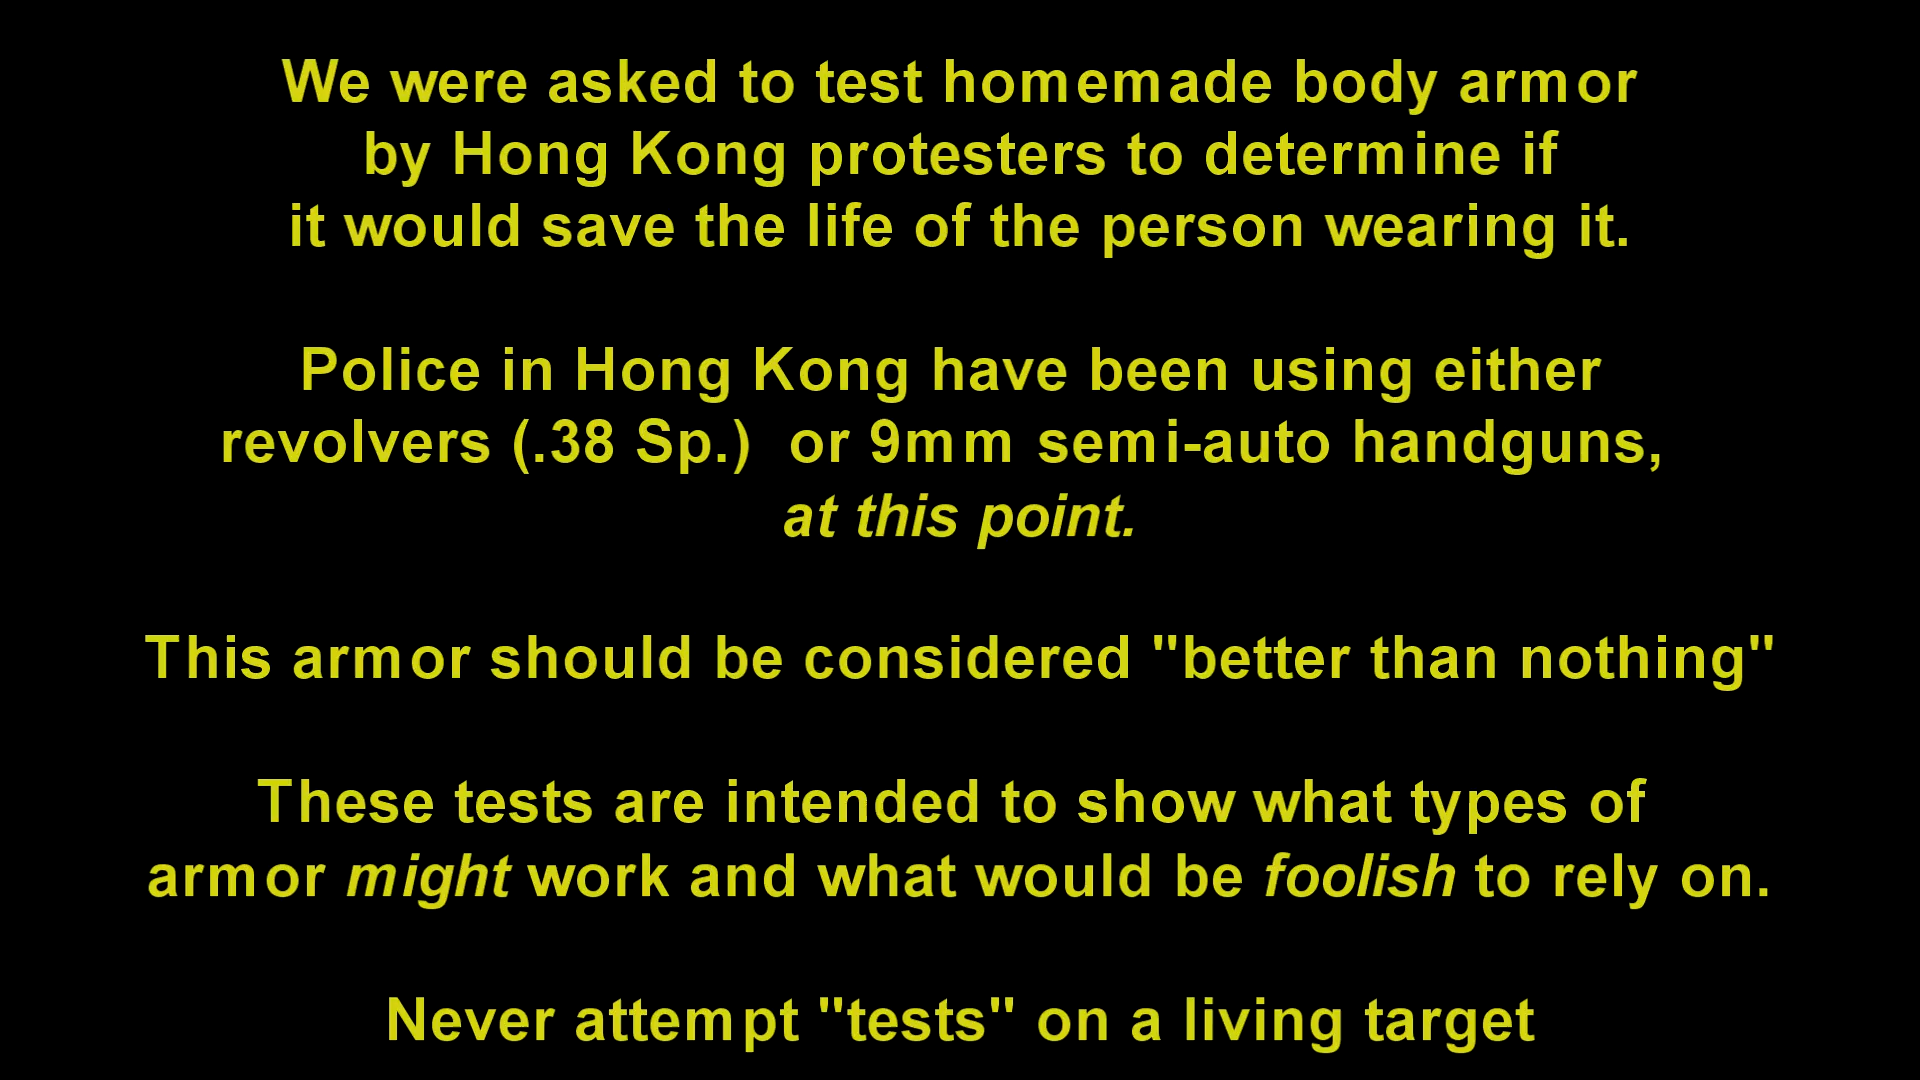 We were asked to test homemade body armor
by Hong Kong protesters to determine if
it would save the life of the person wearing it.
Police in Hong Kong have been using either
revolvers (.38 Sp.)  or 9mm semi-auto handguns,
at this point.
This armor should be considered "better than nothing"
These tests are intended to show what types of
armor might work and what would be foolish to rely on.
Never attempt "tests" on a living target